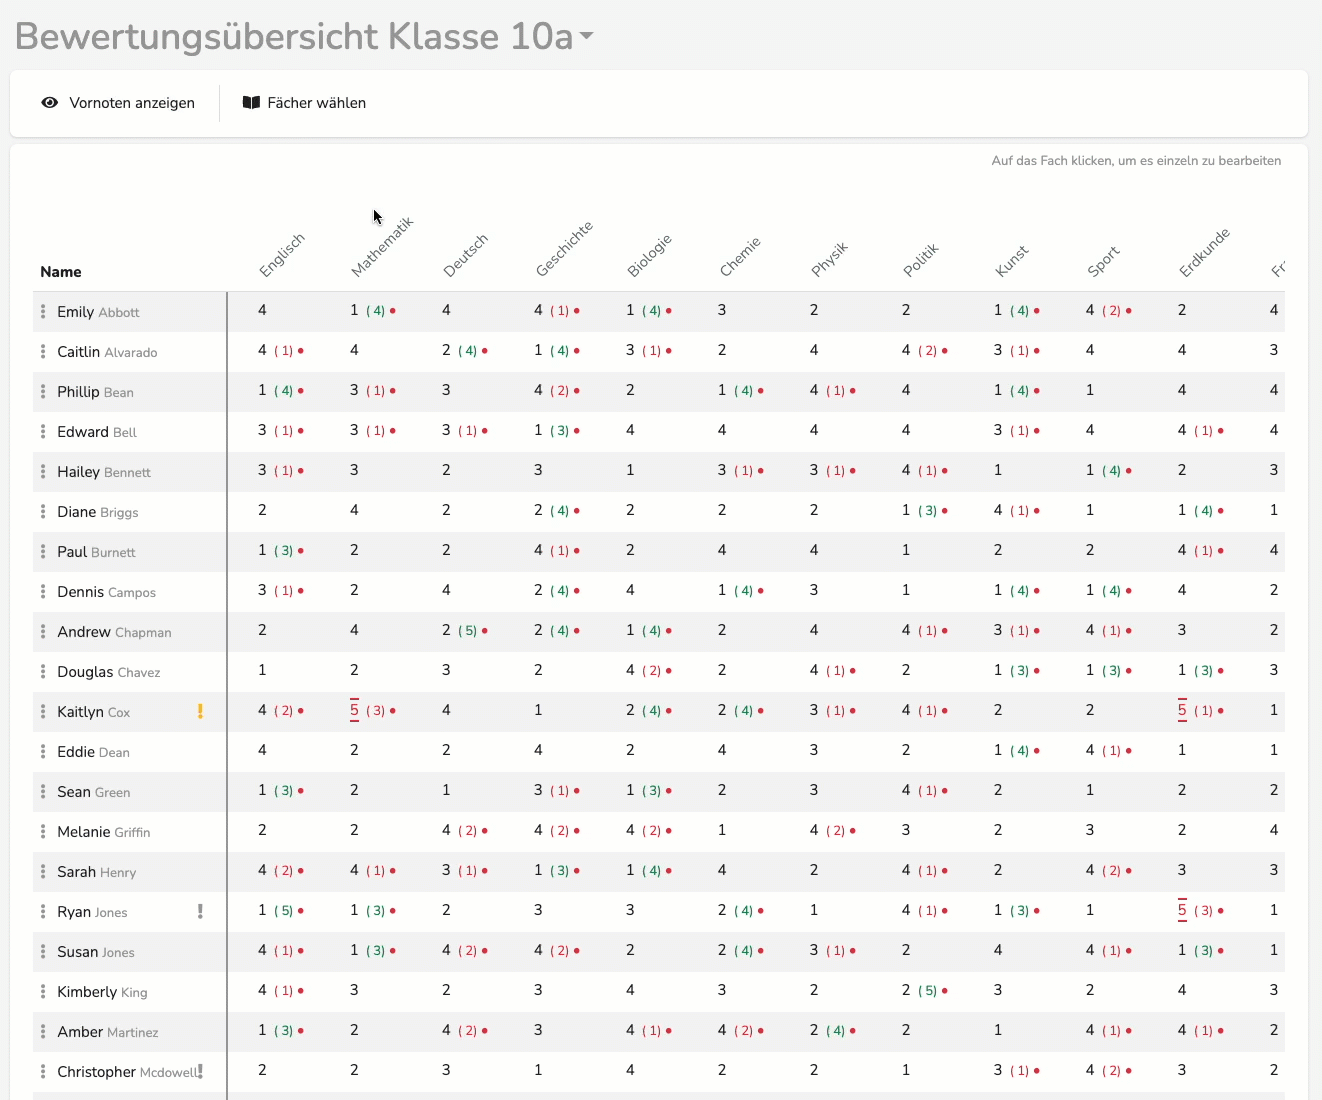 Bewertungsübersicht Klasse 10a
Vornoten anzeigen Fächer wählen
Auf das Fach klicken, um es einzeln zu bearbeiten
Name Englisch Mathematik Deutsch Geschichte Biologie Chemie Physik Politik Kunst Sport Erdkunde
Emily Abbott 4 1 ( 4) 4 4 ( 1) 1 ( 4) 3 2 2 1 ( 4) 4 ( 2) 2 4
Caitlin Alvarado 4 ( 1) 4 2 ( 4) 1 ( 4) 3 ( 1) 2 4 4 ( 2) 3 ( 1) 4 4 3
Phillip Bean 1 ( 4) 3 ( 1) 3 4 ( 2) 2 1 ( 4) 4 ( 1) 4 1 ( 4) 1 4 4
Edward Bell 3 ( 1) 3 ( 1) 3 ( 1) 1 ( 3) 4 4 4 4 3 ( 1) 4 4 ( 1) 4
Hailey Bennett 3 ( 1) 3 2 3 1 3 ( 1) 3 ( 1) 4 ( 1) 1 1 ( 4) 2 3
Diane Briggs 2 4 2 2 ( 4) 2 2 2 1 ( 3) 4 ( 1) 1 1 ( 4) 1
Paul Burnett 1 ( 3) 2 2 4 ( 1) 2 4 4 1 2 2 4 ( 1) 4
Dennis Campos 3 ( 1) 2 4 2 ( 4) 4 1 ( 4) 3 1 1 ( 4) 1 ( 4) 4 2
Andrew Chapman 2 4 2 ( 5) 2 ( 4) 1 ( 4) 2 4 4 ( 1) 3 ( 1) 4 ( 1) 3 2
Douglas Chavez 1 2 3 2 4 ( 2) 2 4 ( 1) 2 1 ( 3) 1 ( 3) 1 ( 3) 3
Kaitlyn Cox ! 4 ( 2) 5 ( 3) 4 1 2 ( 4) 2 ( 4) 3 ( 1) 4 ( 1) 2 2 5 ( 1) 1
Eddie Dean 4 2 2 4 2 4 3 2 1 ( 4) 4 ( 1) 1 1
Sean Green 1 ( 3) 2 1 3 ( 1) 1 ( 3) 2 3 4 ( 1) 2 1 2 2
Melanie Griffin 2 2 4 ( 2) 4 ( 2) 4 ( 2) 1 4 ( 2) 3 2 3 2 4
Sarah Henry 4 ( 2) 4 ( 1) 3 ( 1) 1 ( 3) 1 ( 4) 4 2 4 ( 1) 2 4 ( 2) 3 3
Ryan Jones ! 1 ( 5) 1 ( 3) 2 3 3 2 ( 4) 1 4 ( 1) 1 ( 3) 1 5 ( 3) 1
Susan Jones 4 ( 1) 1 ( 3) 4 ( 2) 4 ( 2) 2 2 ( 4) 3 ( 1) 2 4 4 ( 1) 1 ( 3) 1
Kimberly King 4 ( 1) 3 2 3 4 3 2 2 ( 5) 3 2 4 3
Amber Martinez 1 ( 3) 2 4 ( 2) 3 4 ( 1) 4 ( 2) 2 ( 4) 2 1 4 ( 1) 4 ( 1) 2
Christopher Mcdowell ! 2 2 3 1 4 2 2 1 3 ( 1) 4 ( 2) 3 2